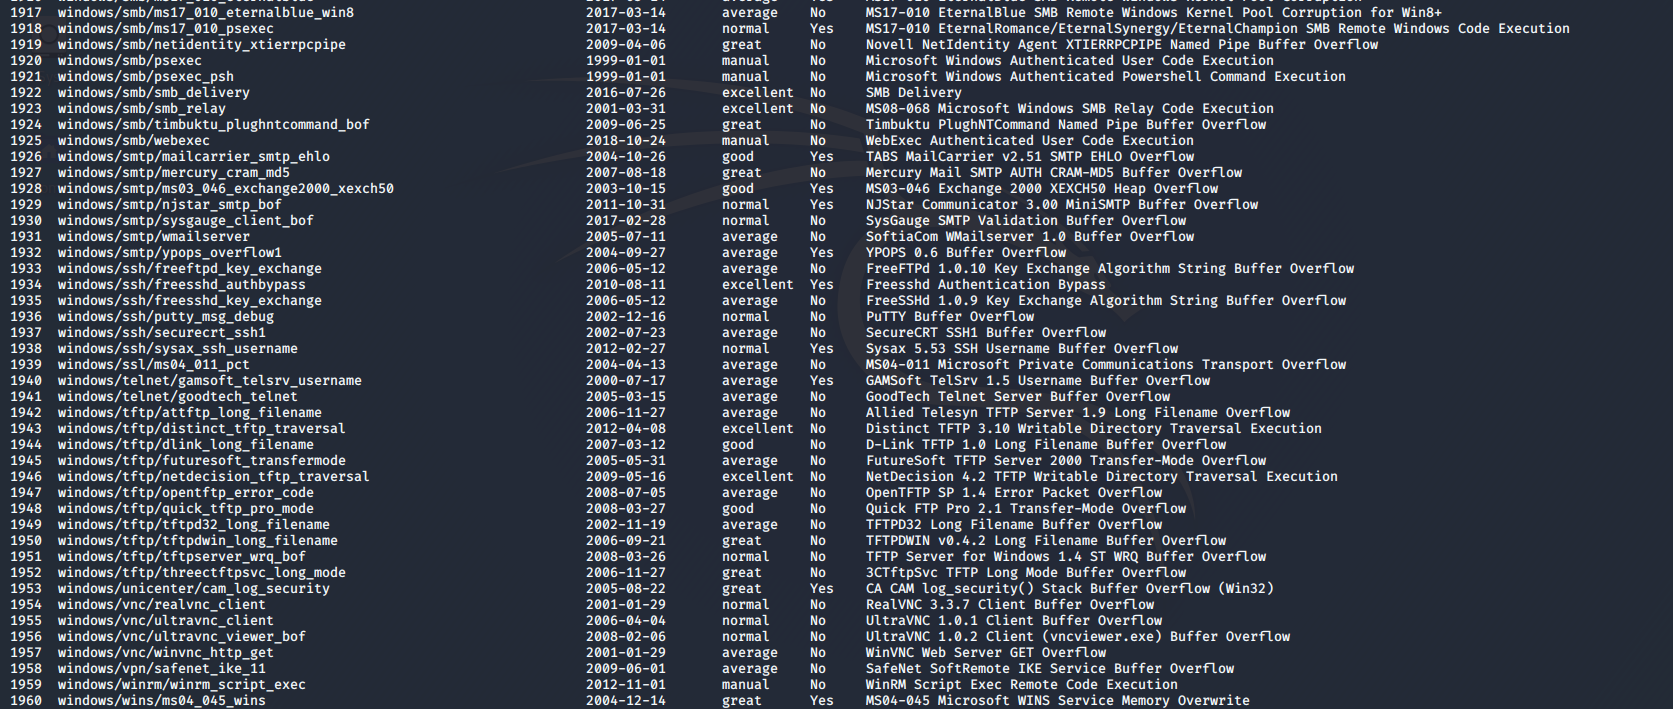 1917 windows/smb/ms17_010_eternalblue_win8 2017-03-14 average No MS17-010 EternalBlue SMB Remote Windows Kernel Pool Corruption for Win8+
1918 windows/smb/ms17_010_psexec 2017-03-14 normal Yes MS17-010 EternalRomance/EternalSynergy/EternalChampion SMB Remote Windows Code Execution
1919 windows/smb/netidentity_xtierrpcpipe 2009-04-06 great No Novell NetIdentity Agent XTIERRPCPIPE Named Pipe Buffer Overflow
1920 windows/smb/psexec 1999-01-01 manual No Microsoft Windows Authenticated User Code Execution
1921 windows/smb/psexec_psh 1999-01-01 manual No Microsoft Windows Authenticated Powershell Command Execution
1922 windows/smb/smb_delivery 2016-07-26 excellent No SMB Delivery
1923 windows/smb/smb_relay 2001-03-31 excellent No MS08-068 Microsoft Windows SMB Relay Code Execution
1924 windows/smb/timbuktu_plughntcommand_bof 2009-06-25 great No Timbuktu PlughNTCommand Named Pipe Buffer Overflow
1925 windows/smb/webexec 2018-10-24 manual No WebExec Authenticated User Code Execution
1926 windows/smtp/mailcarrier_smtp_ehlo 2004-10-26 good Yes TABS MailCarrier v2.51 SMTP EHLO Overflow
1927 windows/smtp/mercury_cram_md5 2007-08-18 great No Mercury Mail SMTP AUTH CRAM-MD5 Buffer Overflow
1928 windows/smtp/ms03_046_exchange2000_xexch50 2003-10-15 good Yes MS03-046 Exchange 2000 XEXCH50 Heap Overflow
1929 windows/smtp/njstar_smtp_bof 2011-10-31 normal Yes NJStar Communicator 3.00 MiniSMTP Buffer Overflow
1930 windows/smtp/sysgauge_client_bof 2017-02-28 normal No SysGauge SMTP Validation Buffer Overflow
1931 windows/smtp/wmailserver 2005-07-11 average No SoftiaCom WMailserver 1.0 Buffer Overflow
1932 windows/smtp/ypops_overflow1 2004-09-27 average Yes YPOPS 0.6 Buffer Overflow
1933 windows/ssh/freeftpd_key_exchange 2006-05-12 average No FreeFTPd 1.0.10 Key Exchange Algorithm String Buffer Overflow
1934 windows/ssh/freesshd_authbypass 2010-08-11 excellent Yes Freesshd Authentication Bypass
1935 windows/ssh/freesshd_key_exchange 2006-05-12 average No FreeSSHd 1.0.9 Key Exchange Algorithm String Buffer Overflow
1936 windows/ssh/putty_msg_debug 2002-12-16 normal No PuTTY Buffer Overflow
1937 windows/ssh/securecrt_ssh1 2002-07-23 average No SecureCRT SSH1 Buffer Overflow
1938 windows/ssh/sysax_ssh_username 2012-02-27 normal Yes Sysax 5.53 SSH Username Buffer Overflow
1939 windows/ssl/ms04_011_pct 2004-04-13 average No MS04-011 Microsoft Private Communications Transport Overflow
1940 windows/telnet/gamsoft_telsrv_username 2000-07-17 average Yes GAMSoft TelSrv 1.5 Username Buffer Overflow
1941 windows/telnet/goodtech_telnet 2005-03-15 average No GoodTech Telnet Server Buffer Overflow
1942 windows/tftp/attftp_long_filename 2006-11-27 average No Allied Telesyn TFTP Server 1.9 Long Filename Overflow
1943 windows/tftp/distinct_tftp_traversal 2012-04-08 excellent No Distinct TFTP 3.10 Writable Directory Traversal Execution
1944 windows/tftp/dlink_long_filename 2007-03-12 good No D-Link TFTP 1.0 Long Filename Buffer Overflow
1945 windows/tftp/futuresoft_transfermode 2005-05-31 average No FutureSoft TFTP Server 2000 Transfer-Mode Overflow
1946 windows/tftp/netdecision_tftp_traversal 2009-05-16 excellent No NetDecision 4.2 TFTP Writable Directory Traversal Execution
1947 windows/tftp/opentftp_error_code 2008-07-05 average No OpenTFTP SP 1.4 Error Packet Overflow
1948 windows/tftp/quick_tftp_pro_mode 2008-03-27 good No Quick FTP Pro 2.1 Transfer-Mode Overflow
1949 windows/tftp/tftpd32_long_filename 2002-11-19 average No TFTPD32 Long Filename Buffer Overflow
1950 windows/tftp/tftpdwin_long_filename 2006-09-21 great No TFTPDWIN v0.4.2 Long Filename Buffer Overflow
1951 windows/tftp/tftpserver_wrq_bof 2008-03-26 normal No TFTP Server for Windows 1.4 ST WRQ Buffer Overflow
1952 windows/tftp/threectftpsvc_long_mode 2006-11-27 great No 3CTftpSvc TFTP Long Mode Buffer Overflow
1953 windows/unicenter/cam_log_security 2005-08-22 great Yes CA CAM log_security() Stack Buffer Overflow (Win32)
1954 windows/vnc/realvnc_client 2001-01-29 normal No RealVNC 3.3.7 Client Buffer Overflow
1955 windows/vnc/ultravnc_client 2006-04-04 normal No UltraVNC 1.0.1 Client Buffer Overflow
1956 windows/vnc/ultravnc_viewer_bof 2008-02-06 normal No UltraVNC 1.0.2 Client (vncviewer.exe) Buffer Overflow
1957 windows/vnc/winvnc_http_get 2001-01-29 average No WinVNC Web Server GET Overflow
1958 windows/vpn/safenet_ike_11 2009-06-01 average No SafeNet SoftRemote IKE Service Buffer Overflow
1959 windows/winrm/winrm_script_exec 2012-11-01 manual No WinRM Script Exec Remote Code Execution
1960 windows/wins/ms04_045_wins 2004-12-14 great Yes MS04-045 Microsoft WINS Service Memory Overwrite